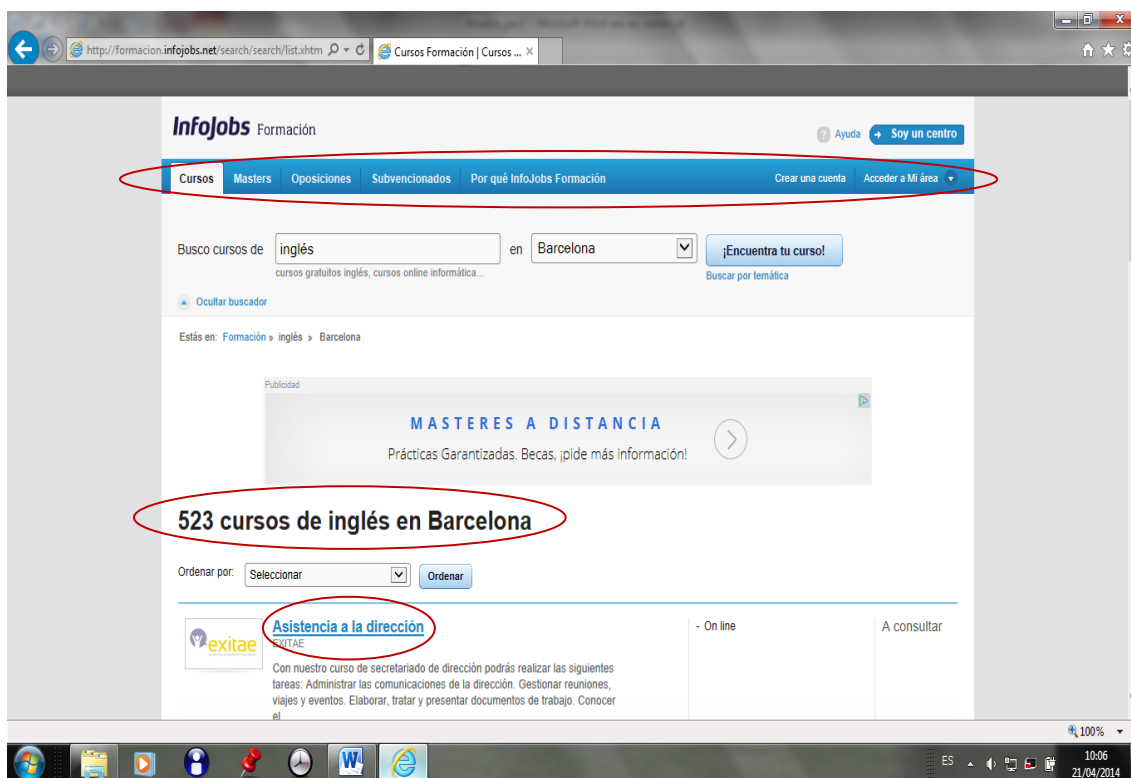 http://formacion.infojobs.net/search/search/list.xhtm
Cursos Formación | Cursos ...
InfoJobs Formación
Ayuda
Soy un centro
Cursos Masters Oposiciones Subvencionados Por qué InfoJobs Formación Crear una cuenta Acceder a Mi área
Busco cursos de inglés en Barcelona ¡Encuentra tu curso!
cursos gratuitos inglés, cursos online informática...
Buscar por temática
Ocultar buscador
Estás en: Formación » inglés » Barcelona
Publicidad
MASTERES A DISTANCIA
Prácticas Garantizadas. Becas, ¡pide más información!
523 cursos de inglés en Barcelona
Ordenar por: Seleccionar Ordenar
exitae
Asistencia a la dirección - On line A consultar
EXITAE
Con nuestro curso de secretariado de dirección podrás realizar las siguientes
tareas: Administrar las comunicaciones de la dirección. Gestionar reuniones,
viajes y eventos. Elaborar, tratar y presentar documentos de trabajo. Conocer
el
100%
ES
10:06
21/04/2014